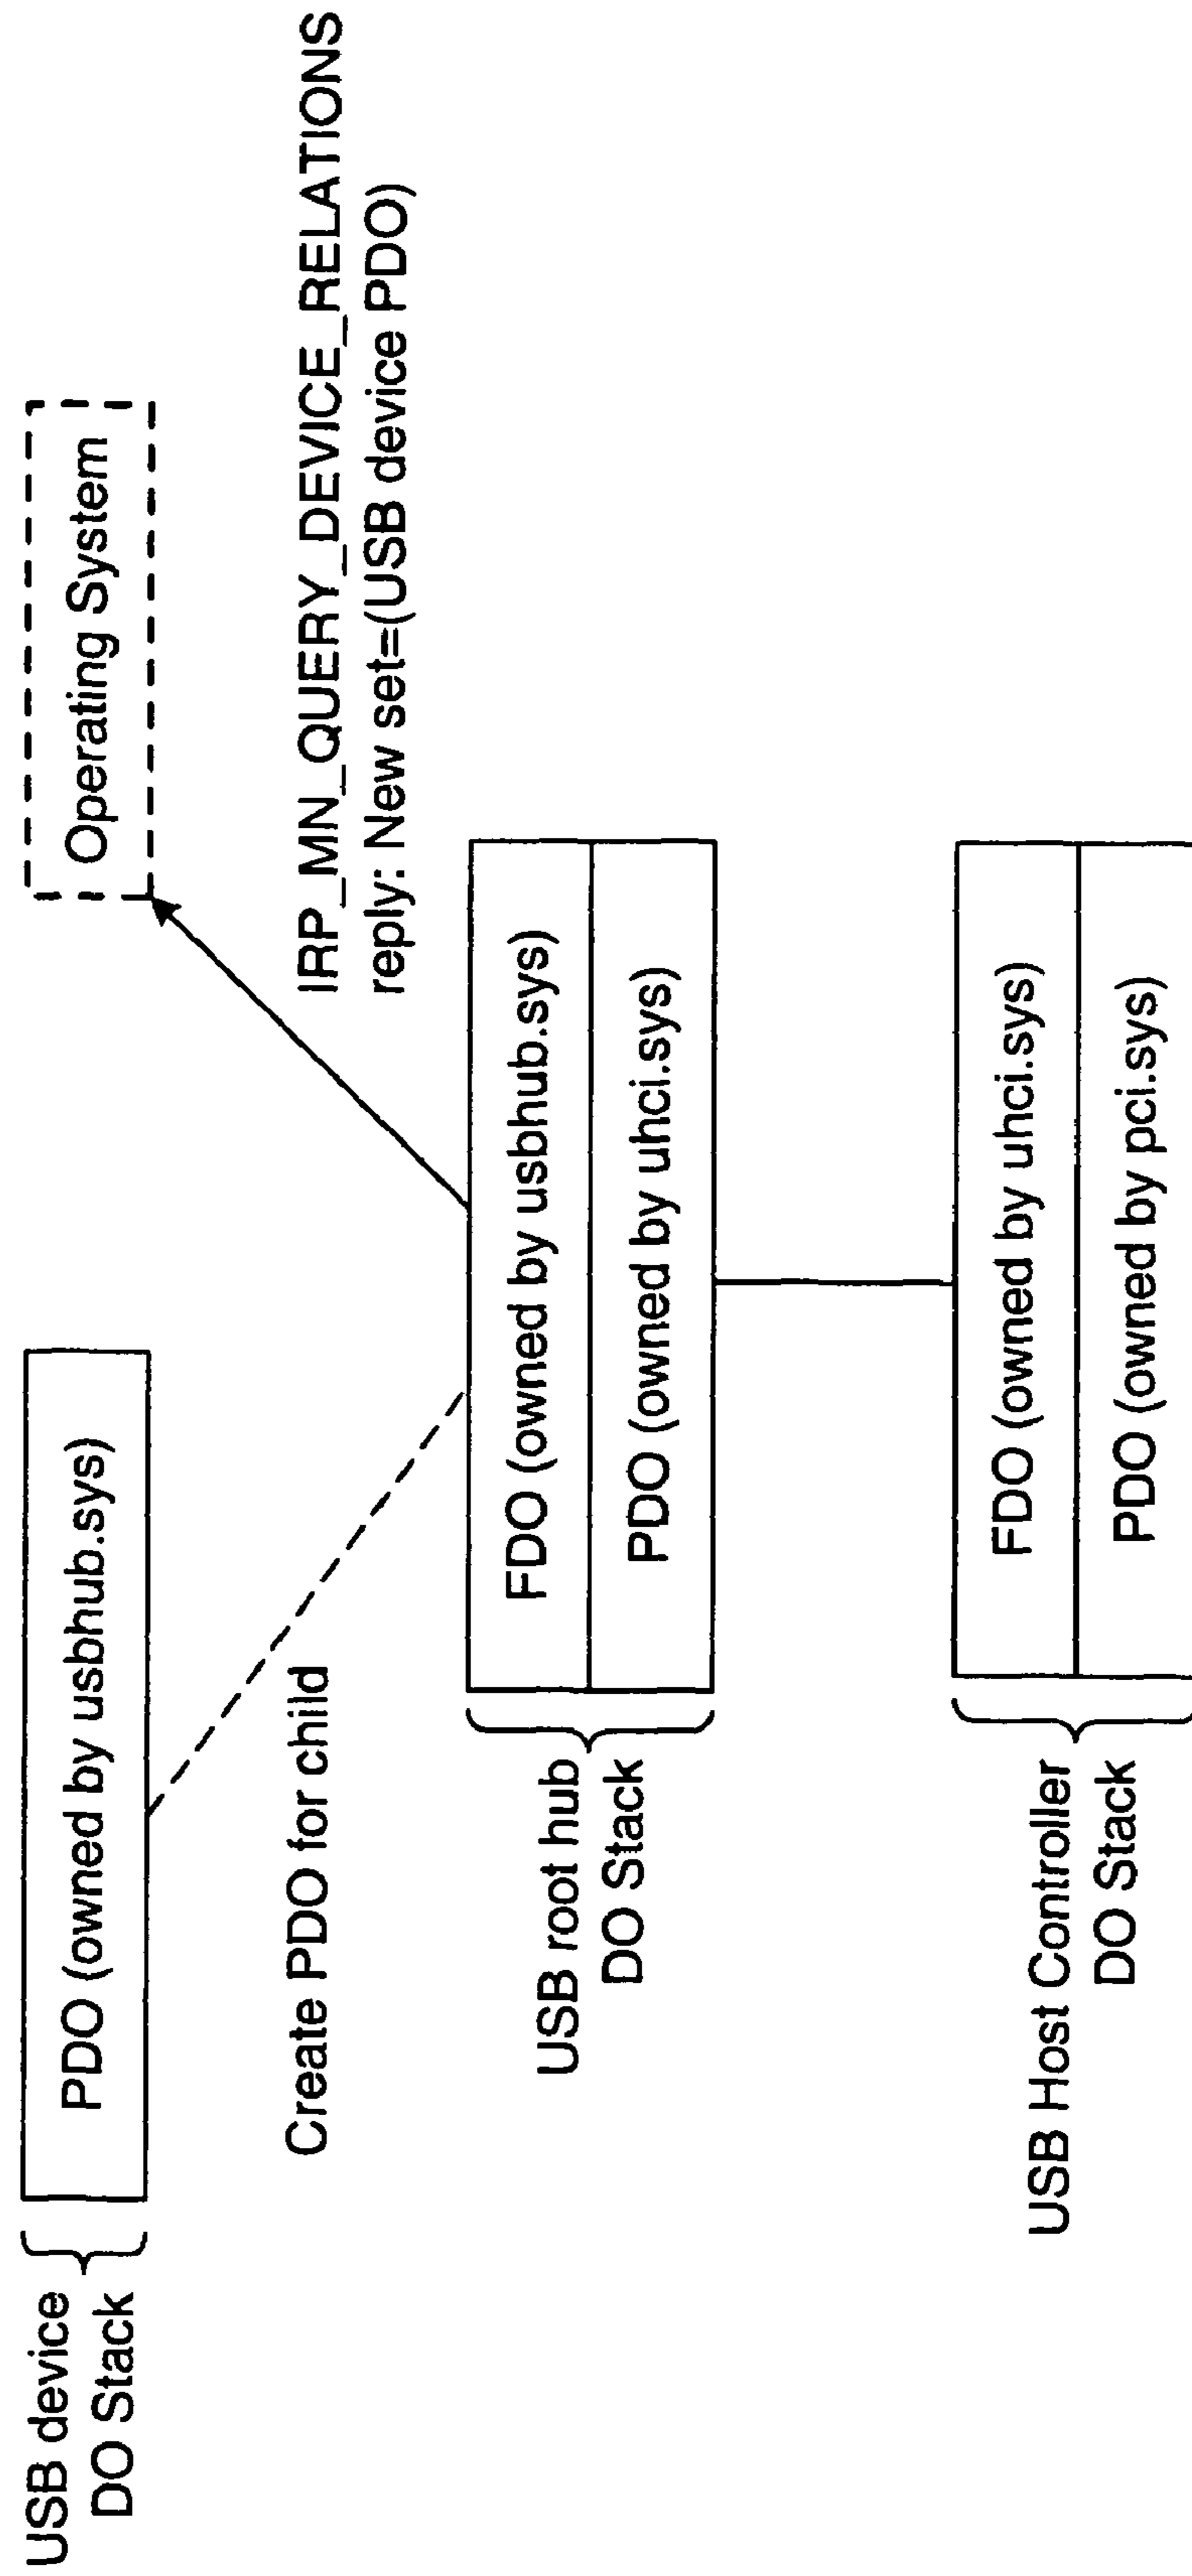 USB device
DO Stack
PDO (owned by usbhub.sys)
Operating System
Create PDO for child
IRP_MN_QUERY_DEVICE_RELATIONS
reply: New set=(USB device PDO)
USB root hub
DO Stack
FDO (owned by usbhub.sys)
PDO (owned by uhci.sys)
USB Host Controller
DO Stack
FDO (owned by uhci.sys)
PDO (owned by pci.sys)